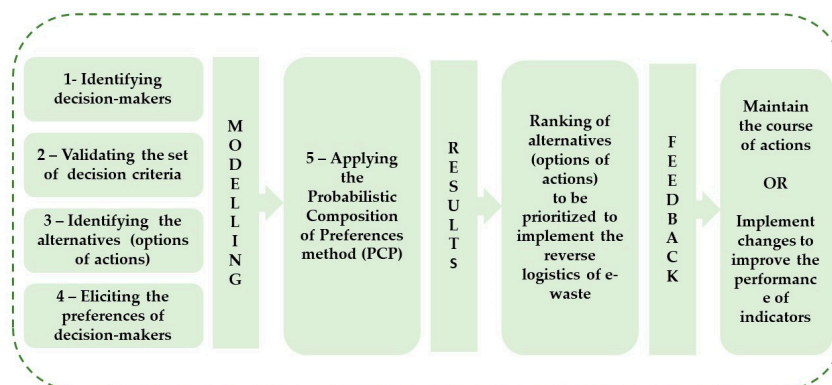 1- Identifying
decision-makers
2 – Validating the set
of decision criteria
3 – Identifying the
alternatives (options
of actions)
4 – Eliciting the
preferences of
decision-makers
M
O
D
E
L
L
I
N
G
5 – Applying
the
Probabilistic
Composition
of Preferences
method (PCP)
R
E
S
U
L
T
S
Ranking of
alternatives
(options of
actions)
to be
prioritized to
implement the
reverse
logistics of e-
waste
F
E
E
D
B
A
C
K
Maintain
the course
of actions
OR
Implement
changes to
improve the
performanc
e of
indicators